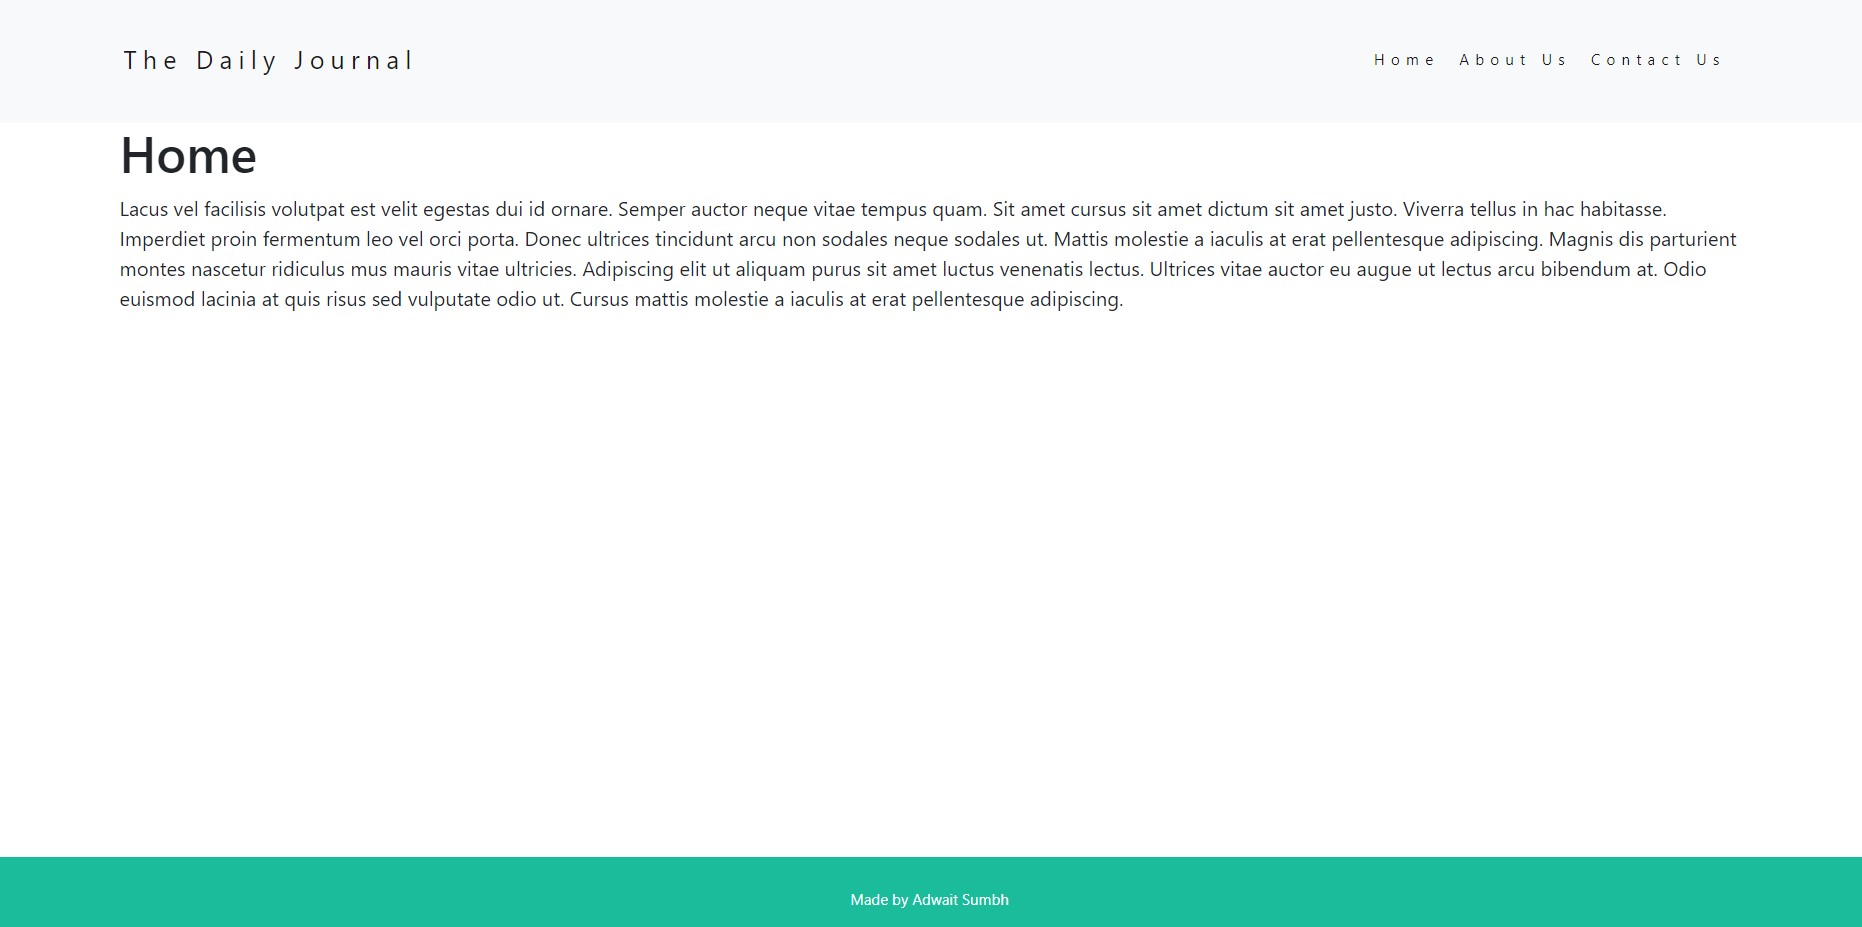 The Daily Journal
Home About Us Contact Us
Home
Lacus vel facilisis volutpat est velit egestas dui id ornare. Semper auctor neque vitae tempus quam. Sit amet cursus sit amet dictum sit amet justo. Viverra tellus in hac habitasse.
Imperdiet proin fermentum leo vel orci porta. Donec ultrices tincidunt arcu non sodales neque sodales ut. Mattis molestie a iaculis at erat pellentesque adipiscing. Magnis dis parturient
montes nascetur ridiculus mus mauris vitae ultricies. Adipiscing elit ut aliquam purus sit amet luctus venenatis lectus. Ultrices vitae auctor eu augue ut lectus arcu bibendum at. Odio
euismod lacinia at quis risus sed vulputate odio ut. Cursus mattis molestie a iaculis at erat pellentesque adipiscing.
Made by Adwait Sumbh